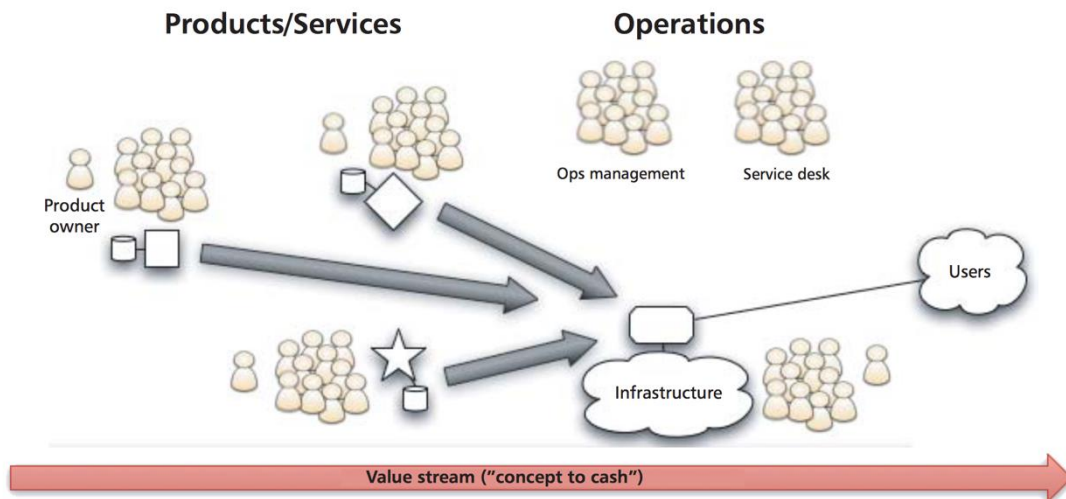 Products/Services
Operations
Ops management
Service desk
Product
owner
Users
Infrastructure
Value stream ("concept to cash")